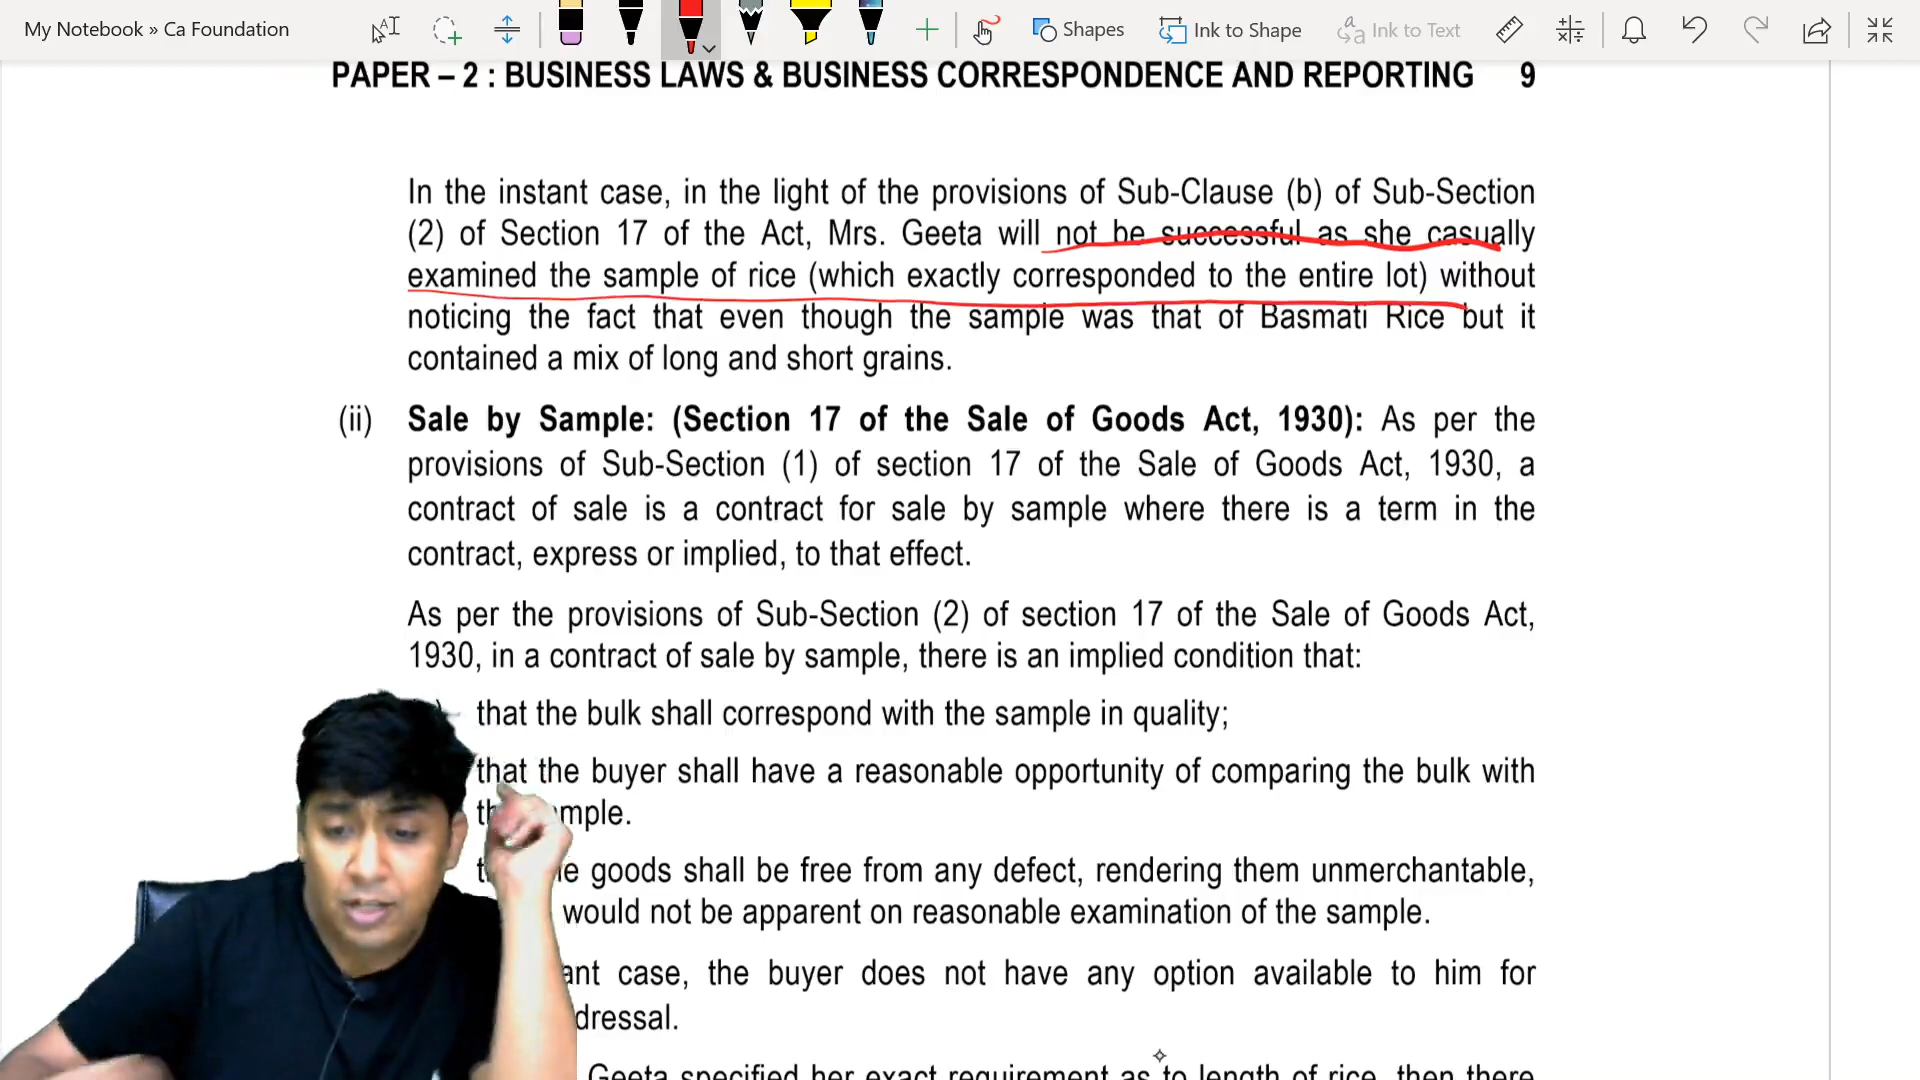 My Notebook » Ca Foundation
Shapes
Ink to Shape
Ink to Text
PAPER – 2 : BUSINESS LAWS & BUSINESS CORRESPONDENCE AND REPORTING 9
In the instant case, in the light of the provisions of Sub-Clause (b) of Sub-Section
(2) of Section 17 of the Act, Mrs. Geeta will not be successful as she casually
examined the sample of rice (which exactly corresponded to the entire lot) without
noticing the fact that even though the sample was that of Basmati Rice but it
contained a mix of long and short grains.
(ii) Sale by Sample: (Section 17 of the Sale of Goods Act, 1930): As per the
provisions of Sub-Section (1) of section 17 of the Sale of Goods Act, 1930, a
contract of sale is a contract for sale by sample where there is a term in the
contract, express or implied, to that effect.
As per the provisions of Sub-Section (2) of section 17 of the Sale of Goods Act,
1930, in a contract of sale by sample, there is an implied condition that:
that the bulk shall correspond with the sample in quality;
that the buyer shall have a reasonable opportunity of comparing the bulk with
goods shall be free from any defect, rendering them unmerchantable,
would not be apparent on reasonable examination of the sample.
case, the buyer does not have any option available to him for
Geeta specified her exact requirement as to length of rice, then there